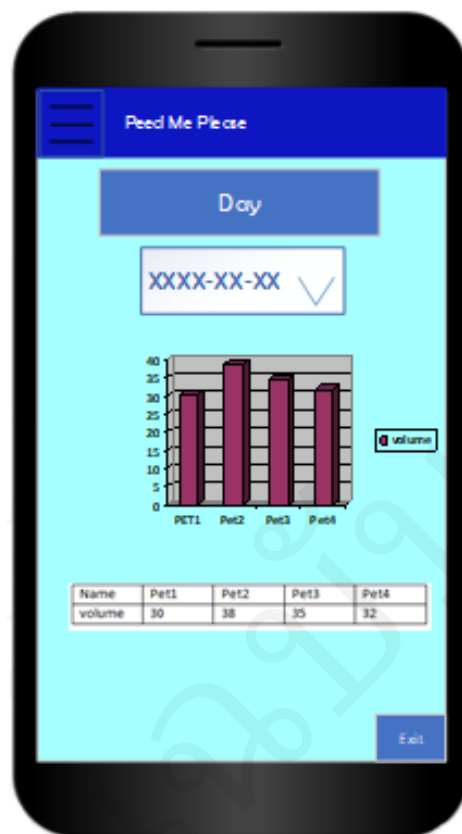 Peed Me Please
Day
XXXX-XX-XX
40
35
30
25
20
15
10
5
0
PET1 Pet2 Pet3 Pet4
volume
Name Pet1 Pet2 Pet3 Pet4
volume 30 38 35 32
Exit